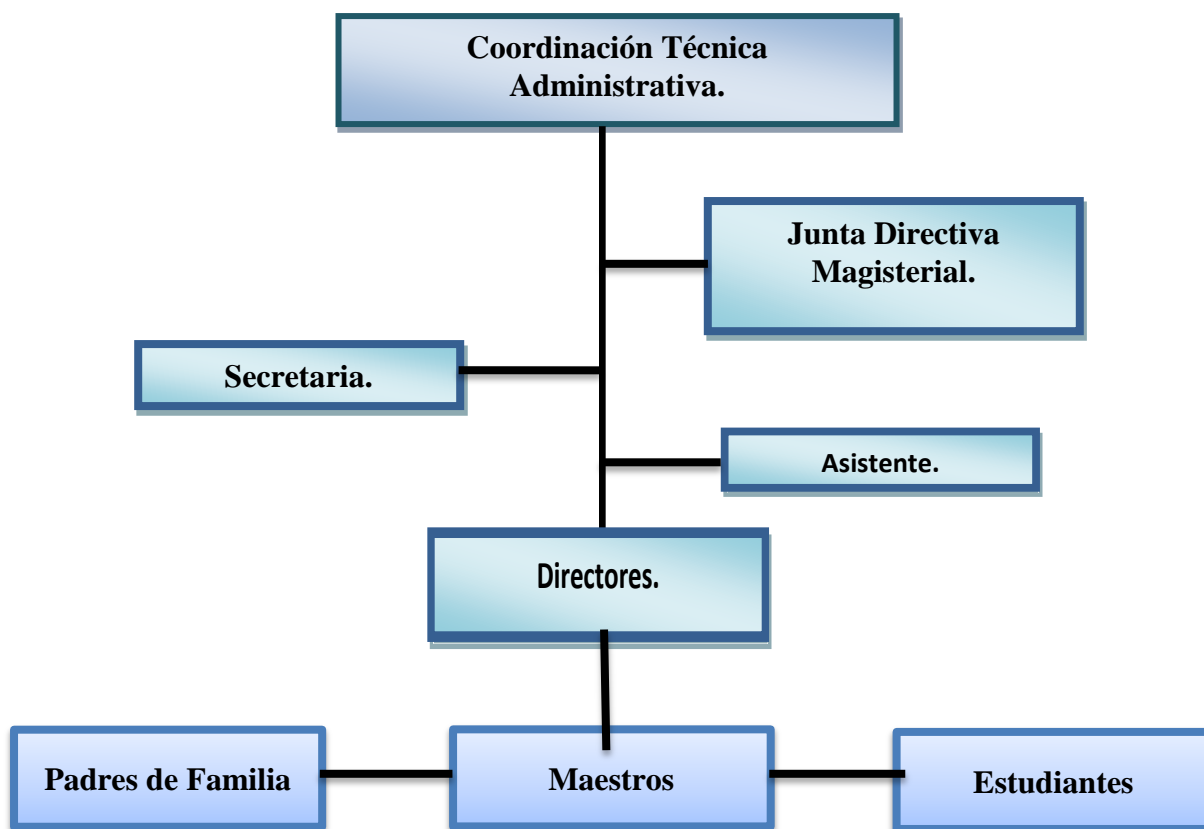 Coordinación Técnica
Administrativa.
Junta Directiva
Magisterial.
Secretaria.
Asistente.
Directores.
Padres de Familia
Maestros
Estudiantes